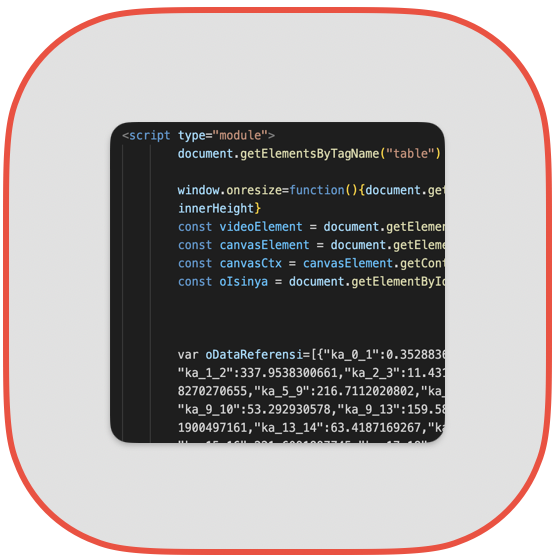 <script type="module">
document.getElementsByTagName("table")
window.onresize=function(){document.get
innerHeight}
const videoElement = document.getElemen
const canvasElement = document.getEleme
const canvasCtx = canvasElement.getCont
const oIsinya = document.getElementById
var oDataReferensi=[{"ka_0_1":0.3528836
"ka_1_2":337.9538300661,"ka_2_3":11.431
8270270655,"ka_5_9":216.7112020802,"ka_
"ka_9_10":53.292930578,"ka_9_13":159.58
1900497161,"ka_13_14":63.4187169267,"ka